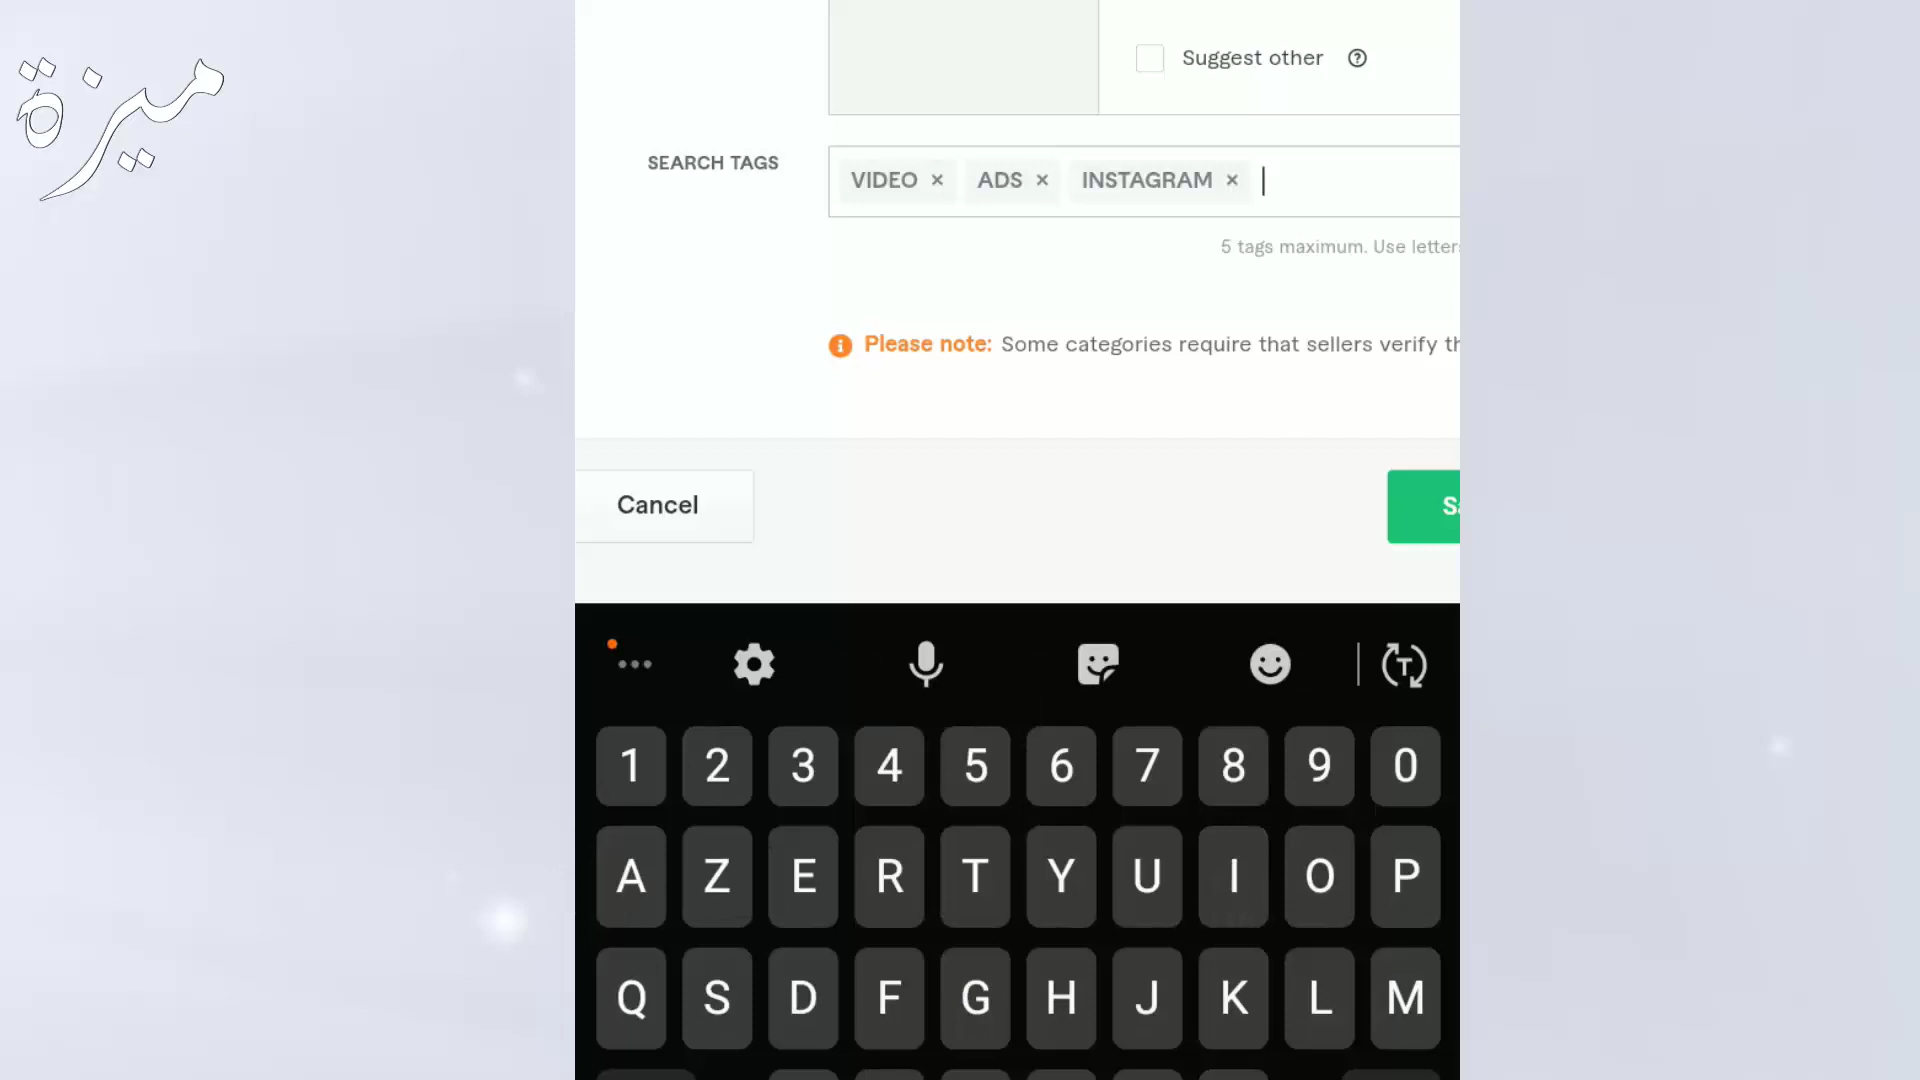 ميزة
Suggest other
SEARCH TAGS
VIDEO × ADS × INSTAGRAM ×
5 tags maximum. Use letter
Please note: Some categories require that sellers verify th
Cancel
Sa
1 2 3 4 5 6 7 8 9 0
A Z E R T Y U I O P
Q S D F G H J K L M